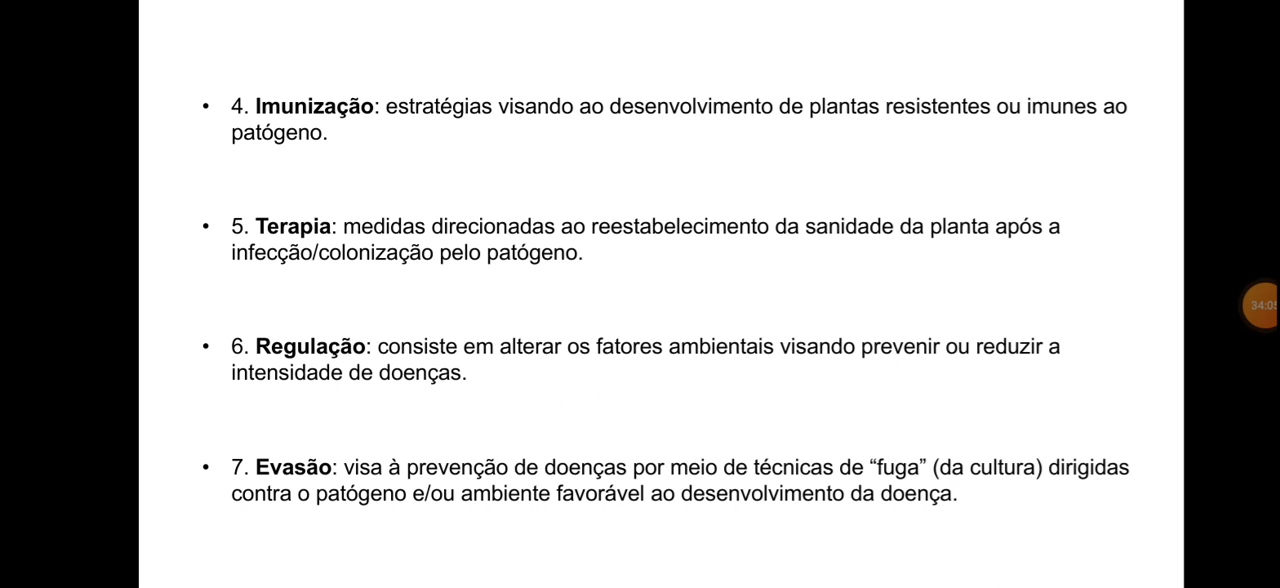 • 4. Imunização: estratégias visando ao desenvolvimento de plantas resistentes ou imunes ao
patógeno.
• 5. Terapia: medidas direcionadas ao reestabelecimento da sanidade da planta após a
infecção/colonização pelo patógeno.
• 6. Regulação: consiste em alterar os fatores ambientais visando prevenir ou reduzir a
intensidade de doenças.
• 7. Evasão: visa à prevenção de doenças por meio de técnicas de “fuga” (da cultura) dirigidas
contra o patógeno e/ou ambiente favorável ao desenvolvimento da doença.